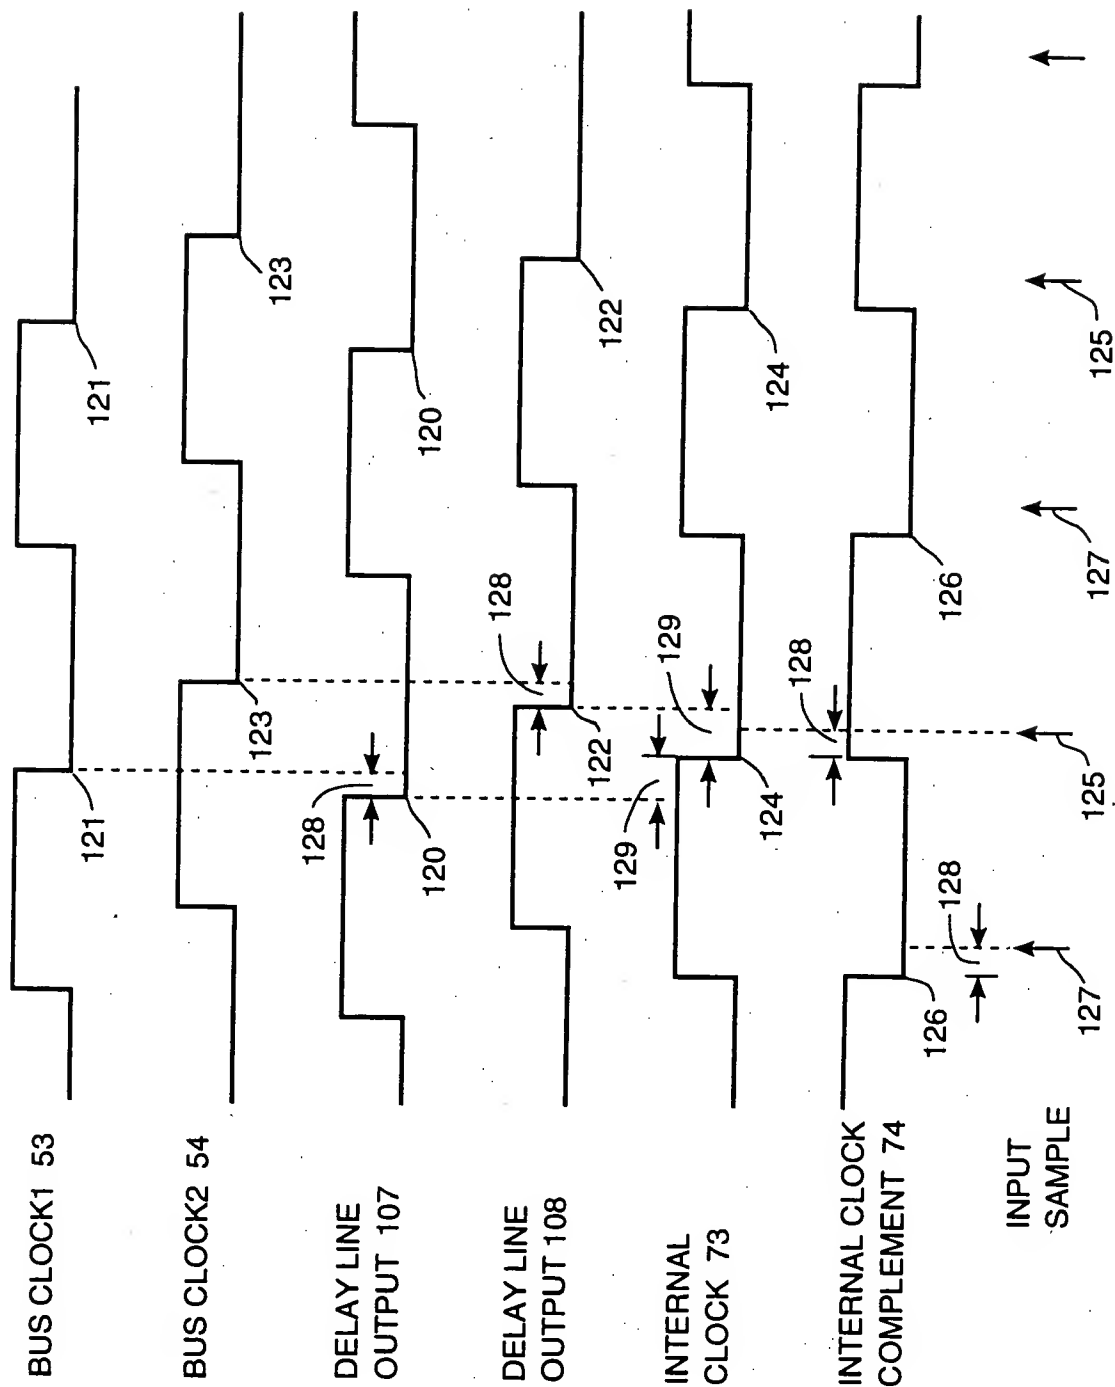 BUS CLOCK1 53
121
121
BUS CLOCK2 54
123
123
DELAY LINE
OUTPUT 107
128
120
120
DELAY LINE
OUTPUT 108
122
128
122
INTERNAL
CLOCK 73
129
129
124
124
INTERNAL CLOCK
COMPLEMENT 74
126
128
128
126
INPUT
SAMPLE
127
125
127
125